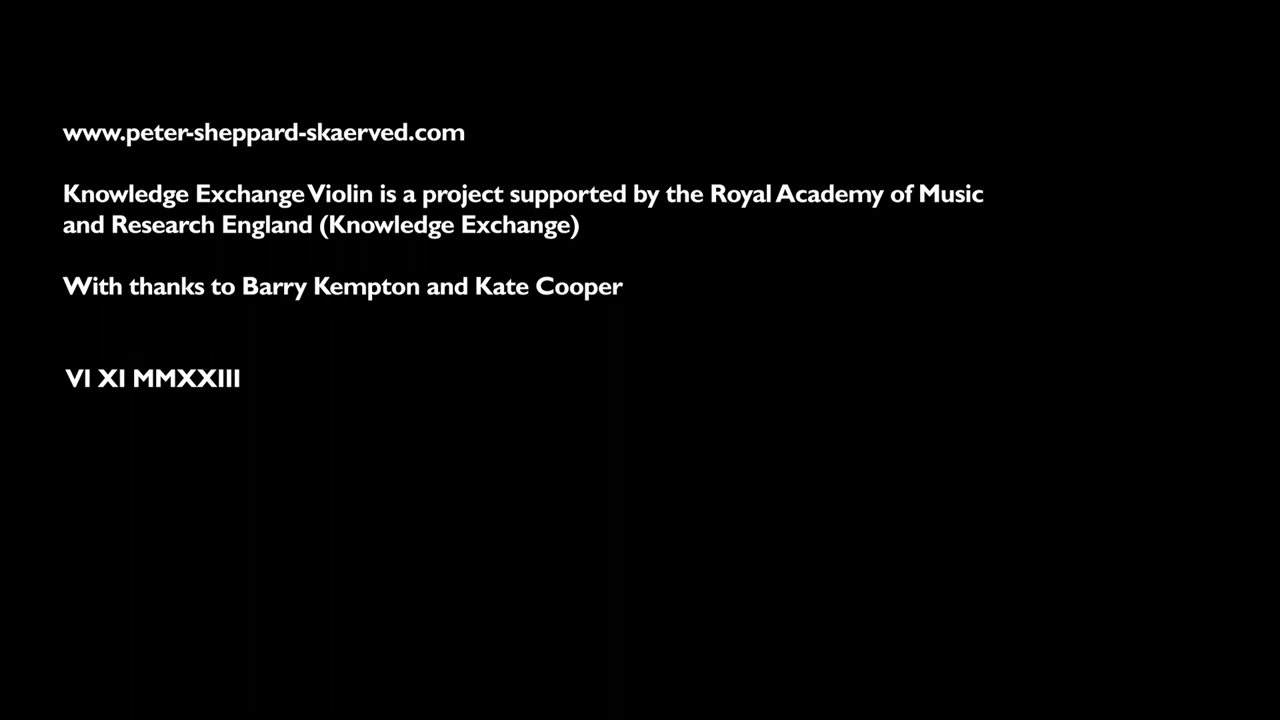 www.peter-sheppard-skaerved.com
Knowledge Exchange Violin is a project supported by the Royal Academy of Music
and Research England (Knowledge Exchange)
With thanks to Barry Kempton and Kate Cooper
VI XI MMXXIII